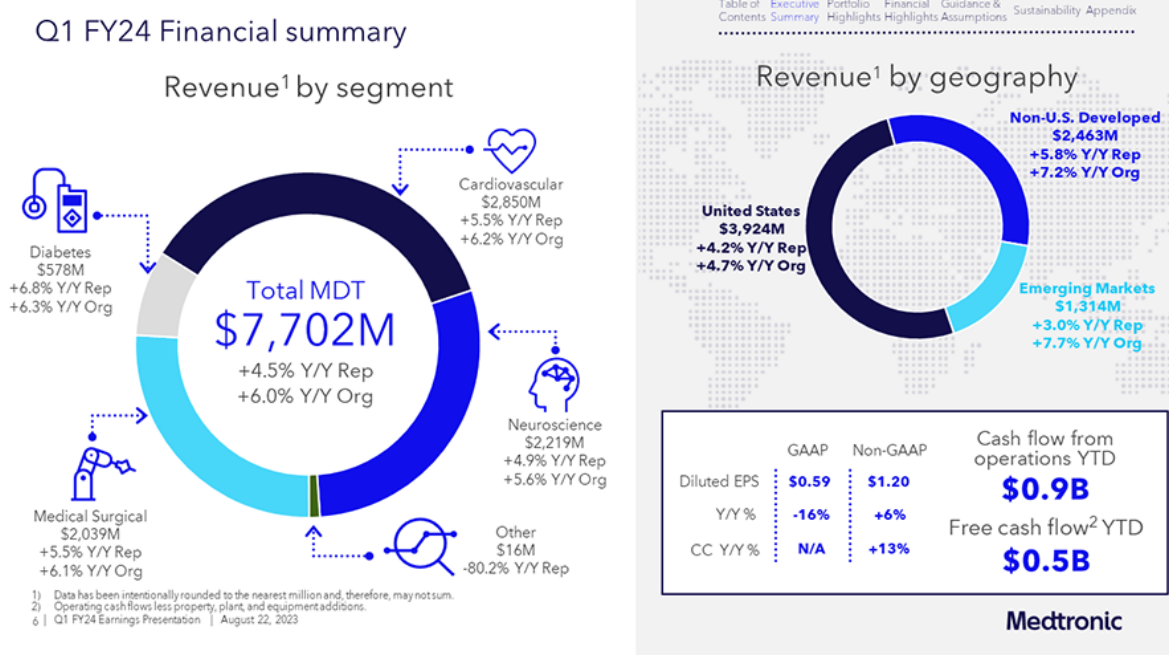 Q1 FY24 Financial summary
Table of Contents
Executive Summary
Portfolio Highlights
Financial Highlights
Guidance & Assumptions
Sustainability
Appendix
Revenue¹ by segment
Cardiovascular
$2,850M
+5.5% Y/Y Rep
+6.2% Y/Y Org
Diabetes
$578M
+6.8% Y/Y Rep
+6.3% Y/Y Org
Total MDT
$7,702M
+4.5% Y/Y Rep
+6.0% Y/Y Org
Neuroscience
$2,219M
+4.9% Y/Y Rep
+5.6% Y/Y Org
Medical Surgical
$2,039M
+5.5% Y/Y Rep
+6.1% Y/Y Org
Other
$16M
-80.2% Y/Y Rep
Revenue¹ by geography
Non-U.S. Developed
$2,463M
+5.8% Y/Y Rep
+7.2% Y/Y Org
United States
$3,924M
+4.2% Y/Y Rep
+4.7% Y/Y Org
Emerging Markets
$1,314M
+3.0% Y/Y Rep
+7.7% Y/Y Org
GAAP Non-GAAP
Diluted EPS $0.59 $1.20
Y/Y % -16% +6%
CC Y/Y % N/A +13%
Cash flow from
operations YTD
$0.9B
Free cash flow² YTD
$0.5B
1) Data has been intentionally rounded to the nearest million and, therefore, may not sum.
2) Operating cash flows less property, plant, and equipment additions.
6 | Q1 FY24 Earnings Presentation | August 22, 2023
Medtronic